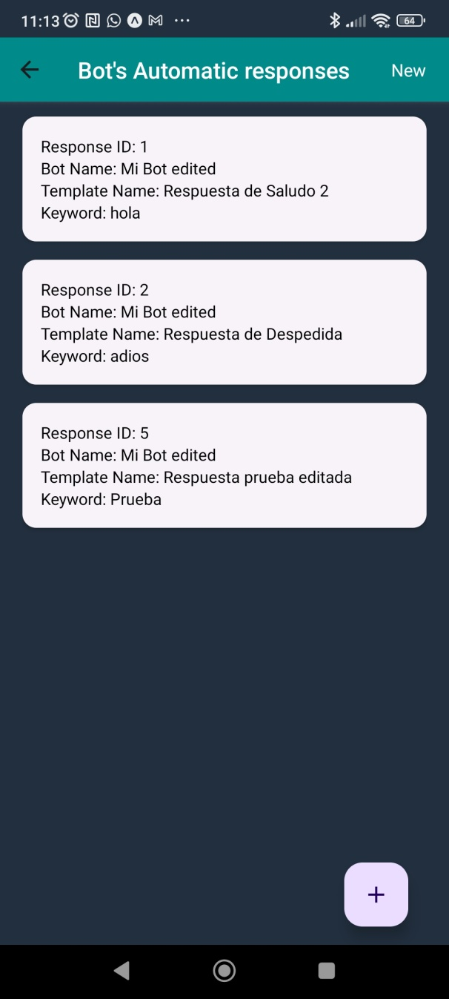 11:13
64
Bot's Automatic responses
New
Response ID: 1
Bot Name: Mi Bot edited
Template Name: Respuesta de Saludo 2
Keyword: hola
Response ID: 2
Bot Name: Mi Bot edited
Template Name: Respuesta de Despedida
Keyword: adios
Response ID: 5
Bot Name: Mi Bot edited
Template Name: Respuesta prueba editada
Keyword: Prueba
+